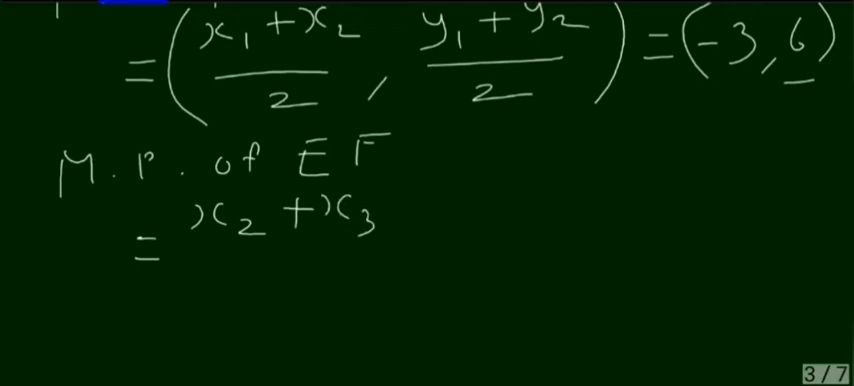 = (x₁ + x₂ / 2 , y₁ + y₂ / 2) = (-3, 6)
M.P. of EF
= x₂ + x₃
3 / 7